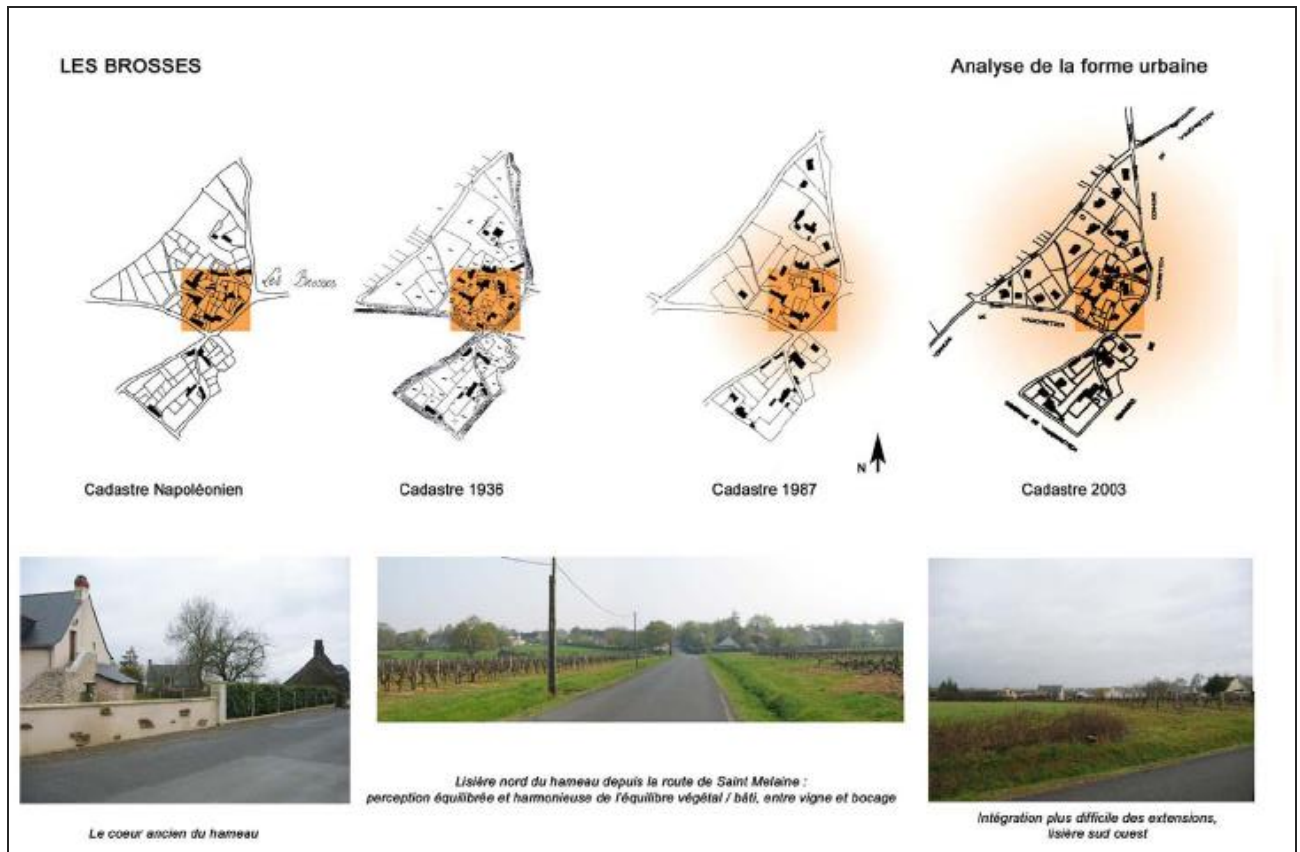 LES BROSSES
Analyse de la forme urbaine
Les Brosses
N
Cadastre Napoléonien
Cadastre 1936
Cadastre 1987
Cadastre 2003
Le coeur ancien du hameau
Lisière nord du hameau depuis la route de Saint Melaine :
perception équilibrée et harmonieuse de l'équilibre végétal / bâti, entre vigne et bocage
Intégration plus difficile des extensions,
lisière sud ouest